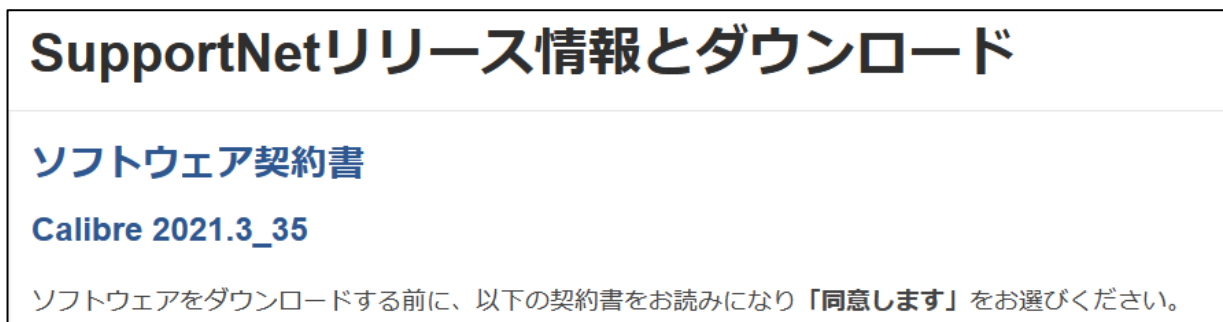 SupportNetリリース情報とダウンロード
ソフトウェア契約書
Calibre 2021.3_35
ソフトウェアをダウンロードする前に、以下の契約書をお読みになり「同意します」をお選びください。